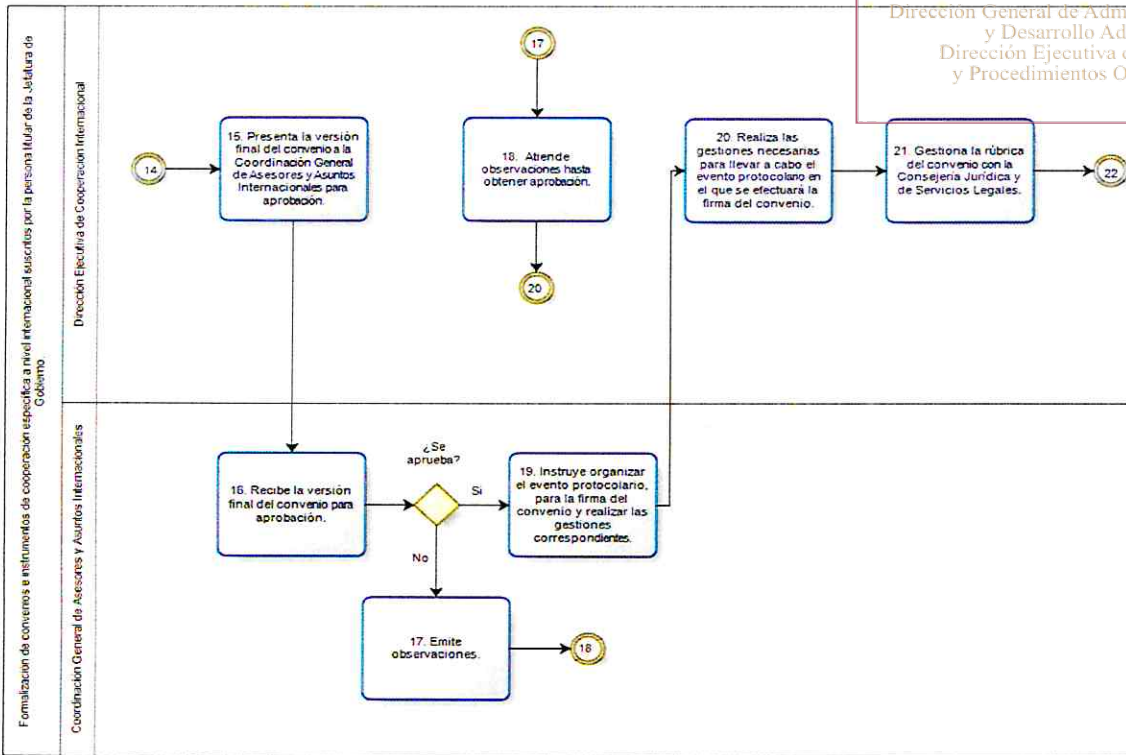 Dirección General de Adm
y Desarrollo Ad
Dirección Ejecutiva
y Procedimientos O
Formalización de convenios e instrumentos de cooperación específica a nivel internacional suscritos por la persona titular de la Jefatura de
Gobierno.
Dirección Ejecutiva de Cooperación Internacional
14
15. Presenta la versión
final del convenio a la
Coordinación General
de Asesores y Asuntos
Internacionales para
aprobación.
17
18. Atiende
observaciones hasta
obtener aprobación.
20
20. Realiza las
gestiones necesarias
para llevar a cabo el
evento protocolario en
el que se efectuará la
firma del convenio.
21. Gestiona la rúbrica
del convenio con la
Consejería Jurídica y
de Servicios Legales.
22
Coordinación General de Asesores y Asuntos Internacionales
16. Recibe la versión
final del convenio para
aprobación.
¿Se
aprueba?
Si
No
19. Instruye organizar
el evento protocolario,
para la firma del
convenio y realizar las
gestiones
correspondientes.
17. Emite
observaciones.
18